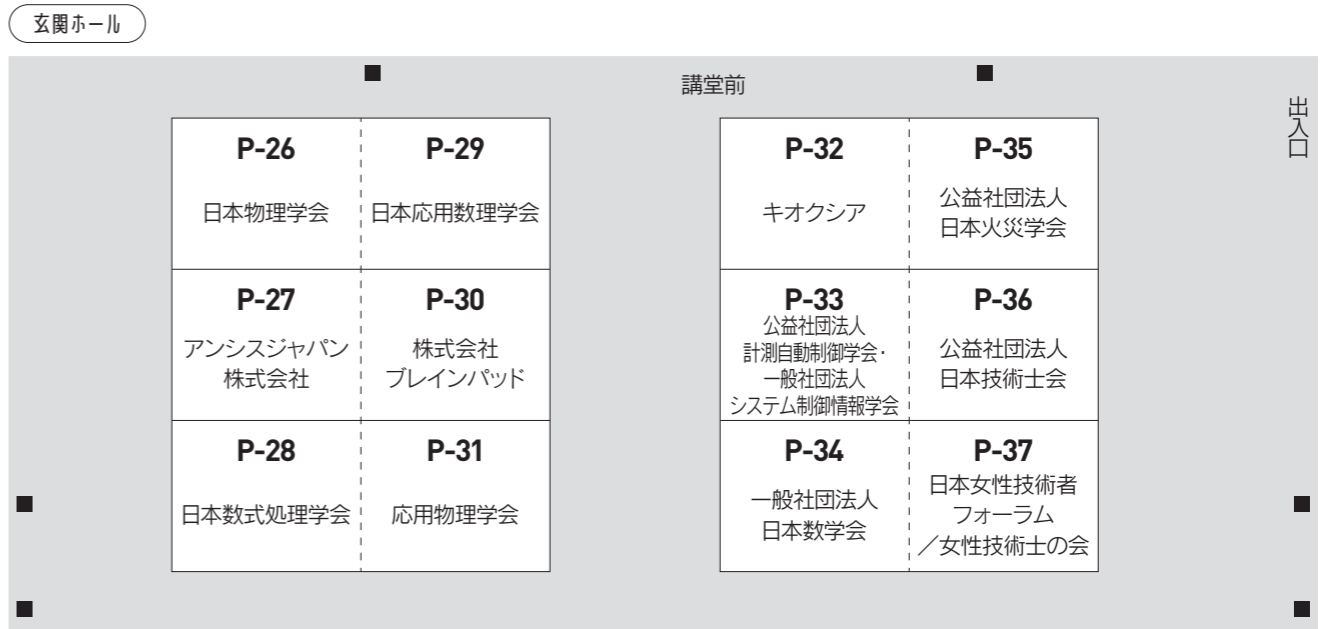 玄関ホール
講堂前
出入口
P-26
日本物理学会
P-29
日本応用数理学会
P-27
アンシスジャパン
株式会社
P-30
株式会社
ブレインパッド
P-28
日本数式処理学会
P-31
応用物理学会
P-32
キオクシア
P-35
公益社団法人
日本火災学会
P-33
公益社団法人
計測自動制御学会・
一般社団法人
システム制御情報学会
P-36
公益社団法人
日本技術士会
P-34
一般社団法人
日本数学会
P-37
日本女性技術者
フォーラム
／女性技術士の会